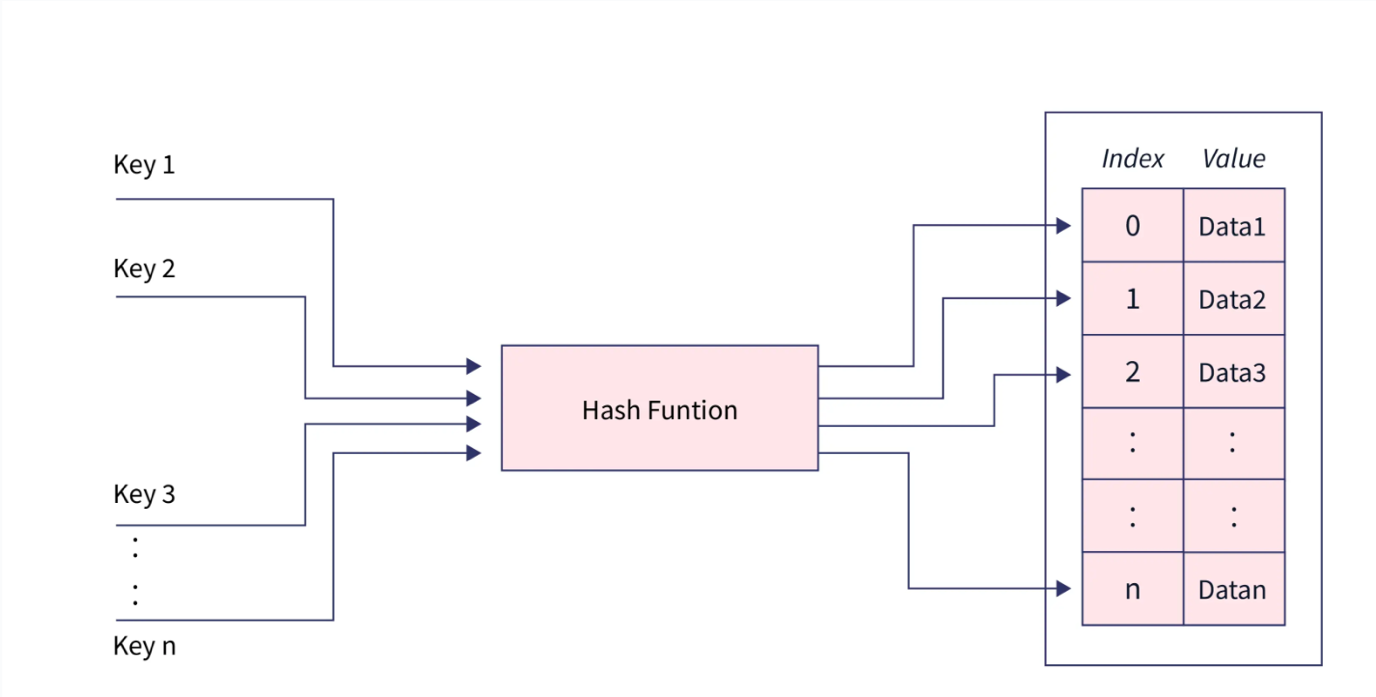 Key 1
Key 2
Key 3
:
:
Key n
Hash Funtion
Index Value
0 Data1
1 Data2
2 Data3
: :
: :
n Datan